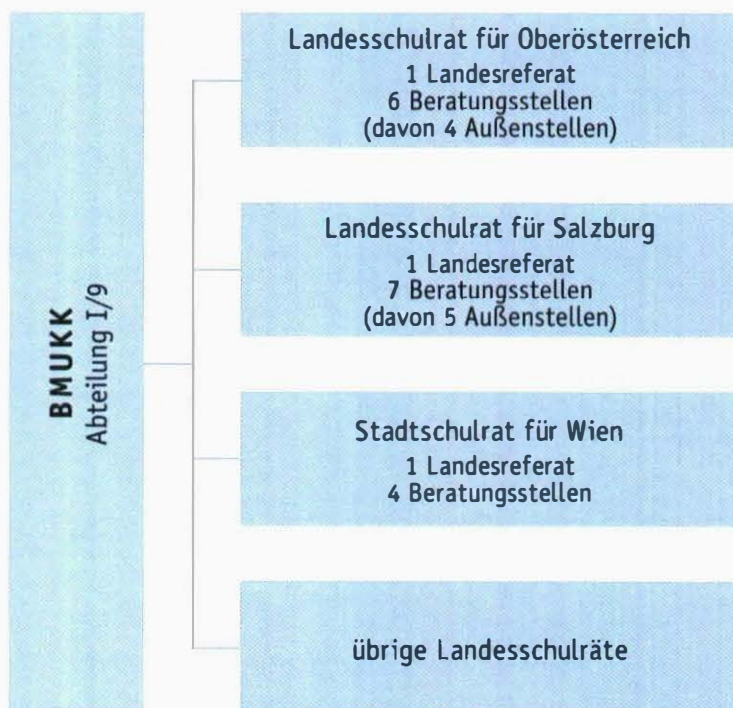 BMUKK
Abteilung I/9
Landesschulrat für Oberösterreich
1 Landesreferat
6 Beratungsstellen
(davon 4 Außenstellen)
Landesschulrat für Salzburg
1 Landesreferat
7 Beratungsstellen
(davon 5 Außenstellen)
Stadtschulrat für Wien
1 Landesreferat
4 Beratungsstellen
übrige Landesschulräte